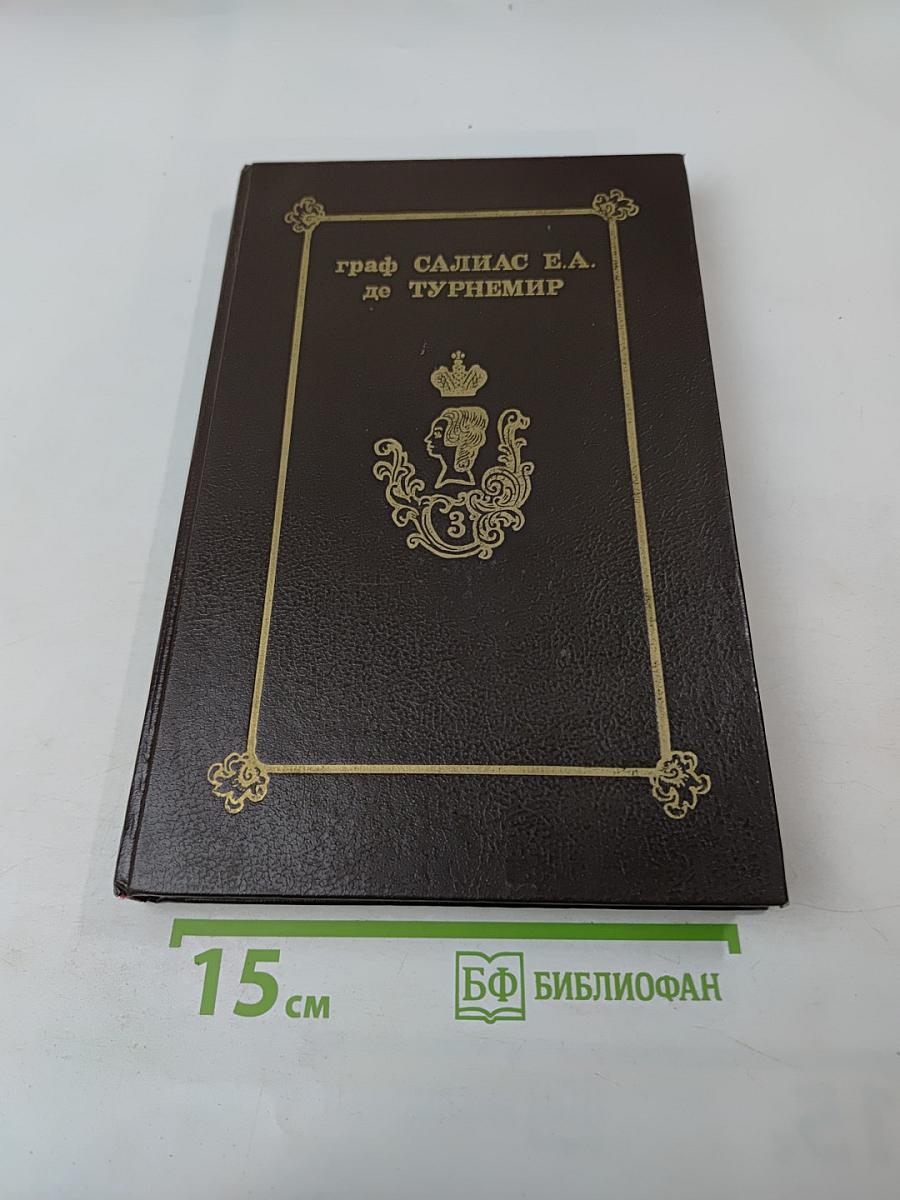 граф САЛИАС Е.А.
де ТУРНЕМИР
3
15 см
БФ БИБЛИОФАН